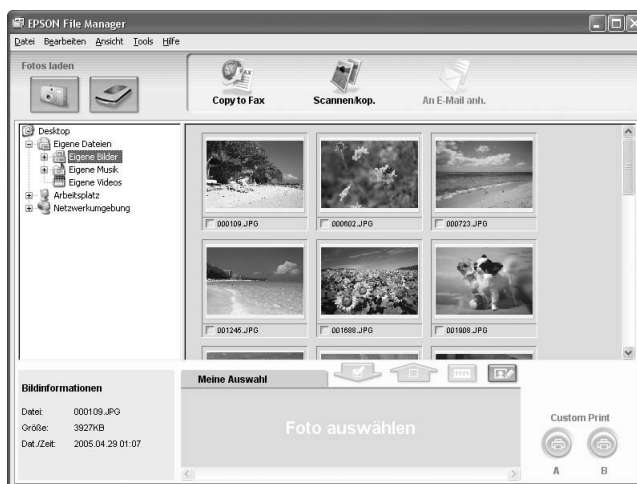 EPSON File Manager
Datei Bearbeiten Ansicht Tools Hilfe
Fotos laden
Copy to Fax Scannen/kop. An E-Mail anh.
Desktop
Eigene Dateien
Eigene Bilder
Eigene Musik
Eigene Videos
Arbeitsplatz
Netzwerkumgebung
000109.JPG 000602.JPG 000723.JPG
001246.JPG 001688.JPG 001908.JPG
Bildinformationen
Datei: 000109.JPG
Größe: 3927KB
Dat./Zeit: 2005.04.29 01:07
Meine Auswahl
Foto auswählen
Custom Print
A B